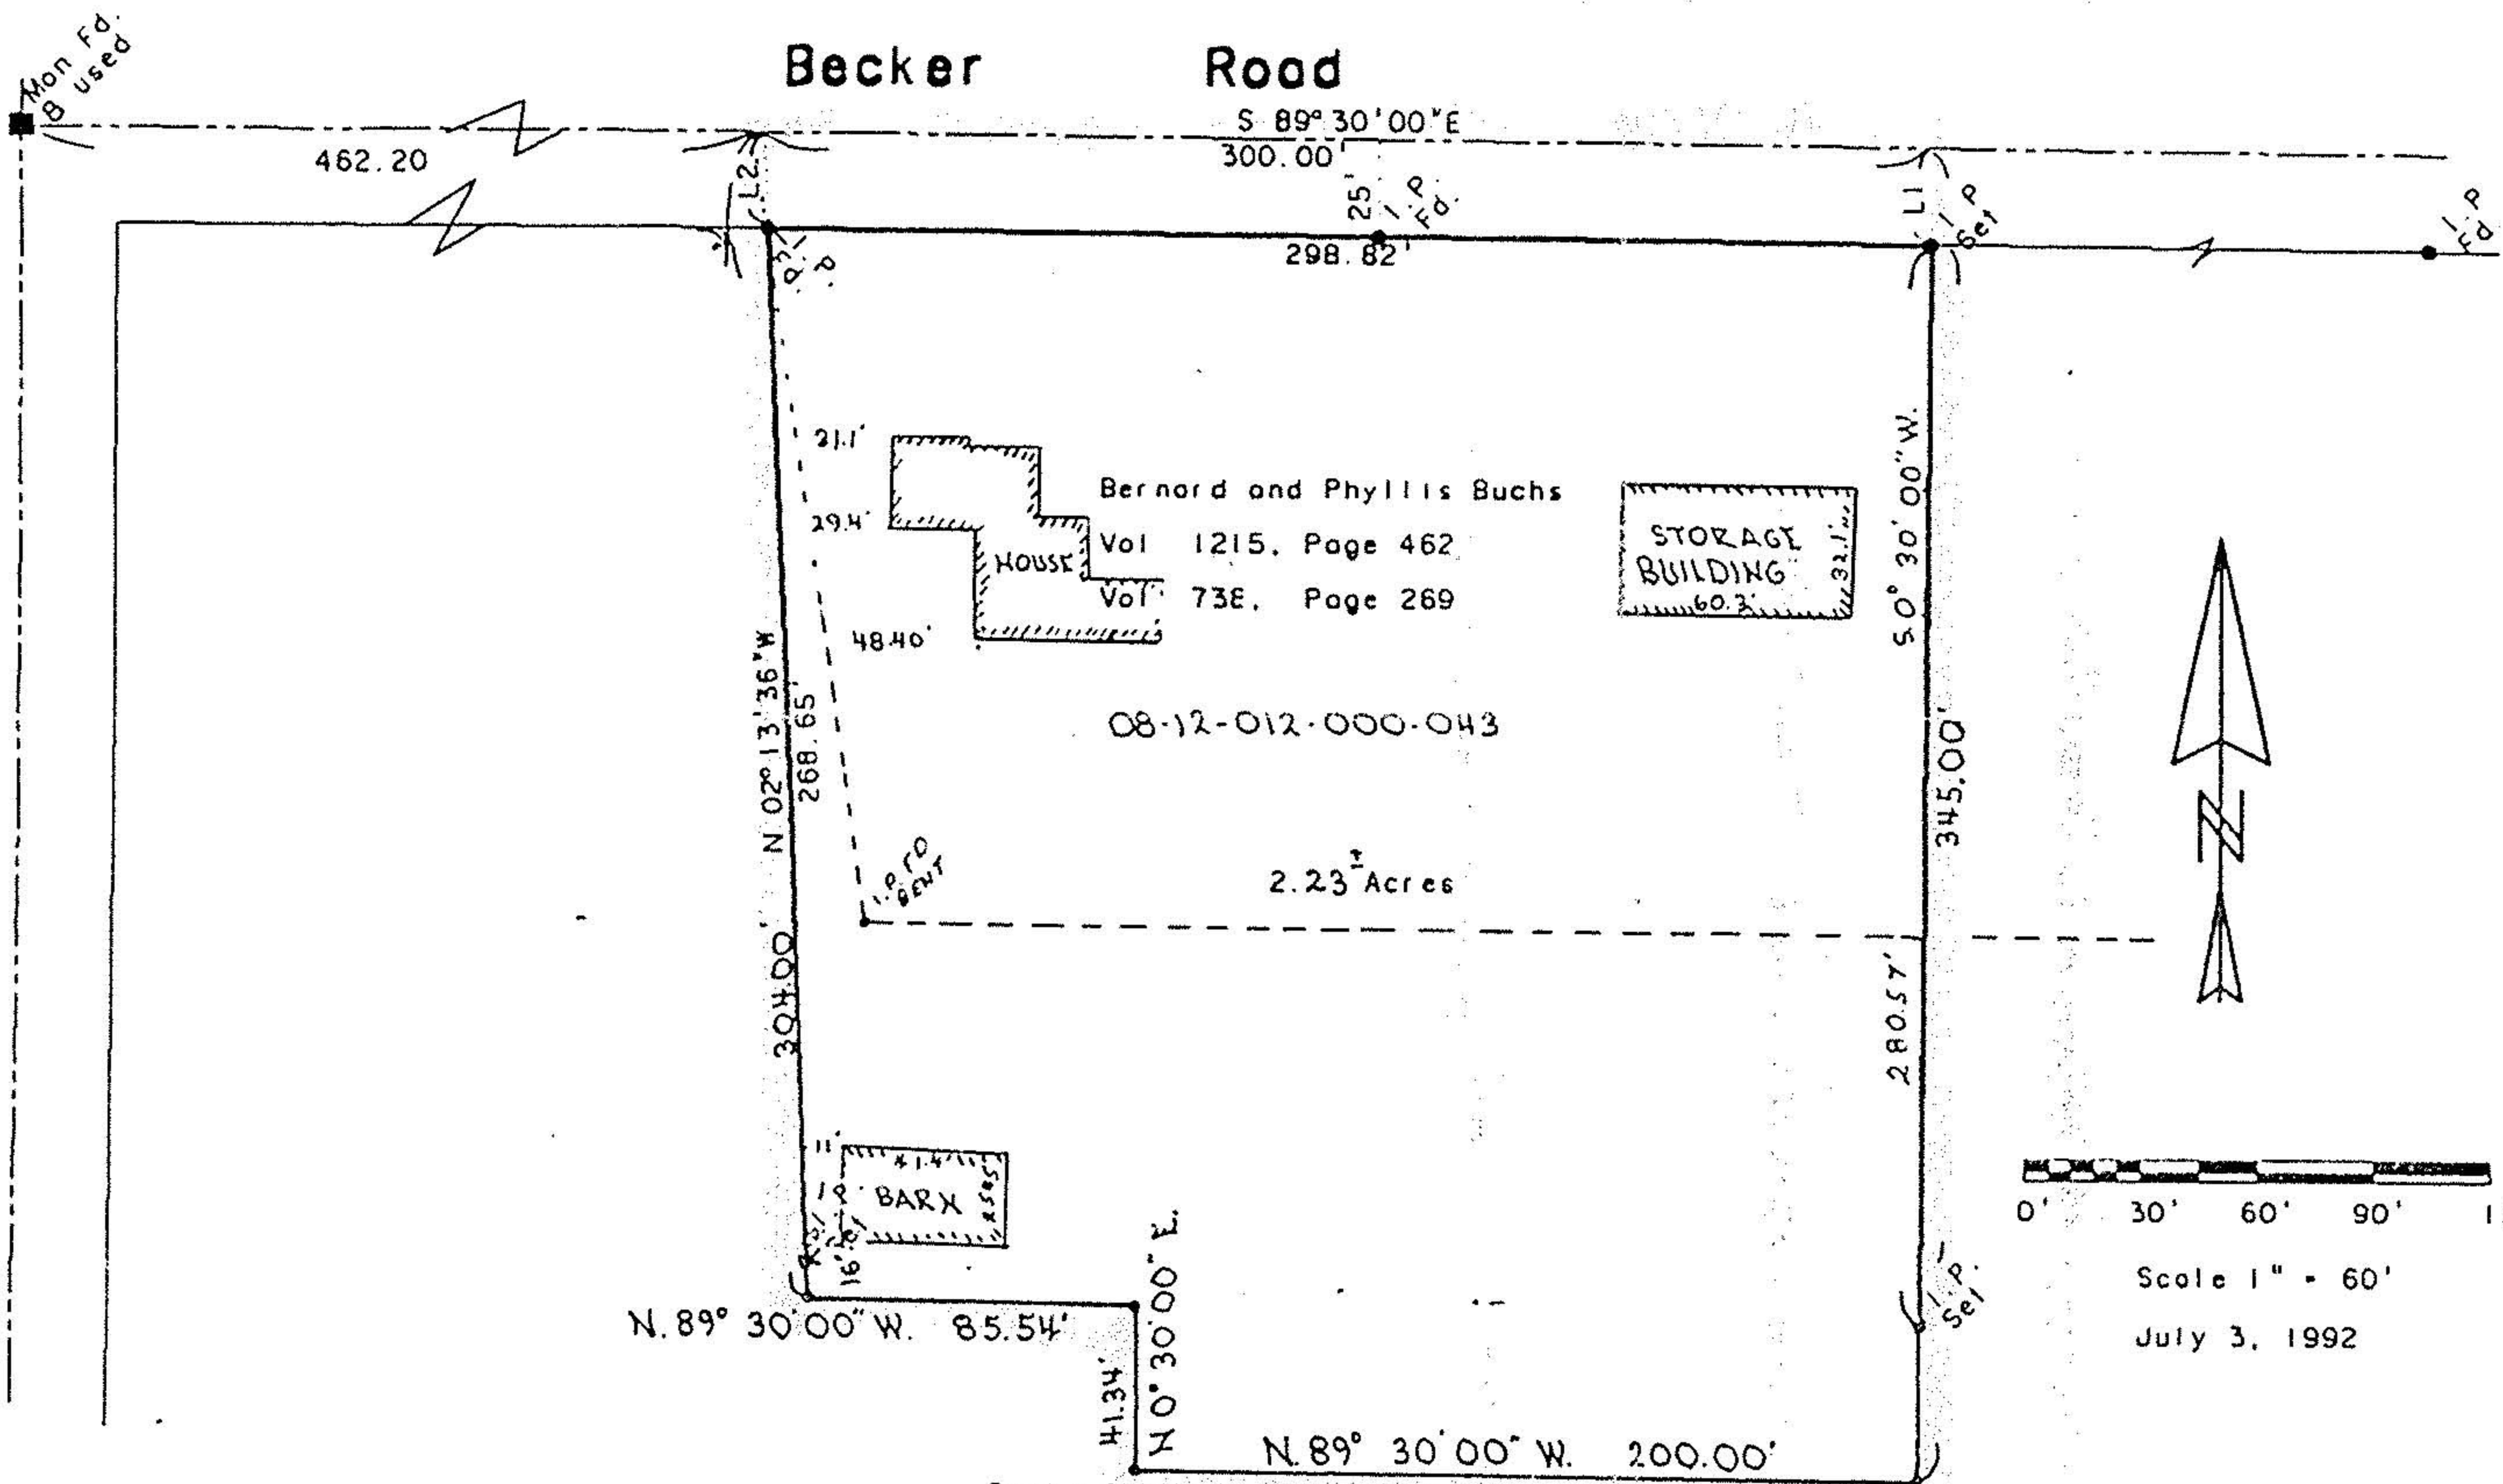 Mon Fd.
& used
Becker Road
S 89°30'00"E
462.20
300.00'
L2
25'
I. P.
Fd.
L1
I. P
Set
I. P
Fd
298.82'
21.1'
29.4'
48.40'
HOUSE
Bernard and Phyllis Buchs
Vol 1215, Page 462
Vol 738, Page 269
STORAGE
BUILDING
60.3'
32.1'
S.0° 30' 00" W.
345.00'
280.57'
N 02°13'36"W
268.65'
304.00'
08-12-012-000-043
2.23± Acres
I.P. FD
BENT
N
11'
BARN
16'
I. P.
Set
N. 89° 30' 00" W. 85.54'
41.34'
N 0° 30' 00" E.
N. 89° 30' 00" W. 200.00'
I. P.
Set
0' 30' 60' 90' 1
Scale 1" = 60'
July 3, 1992